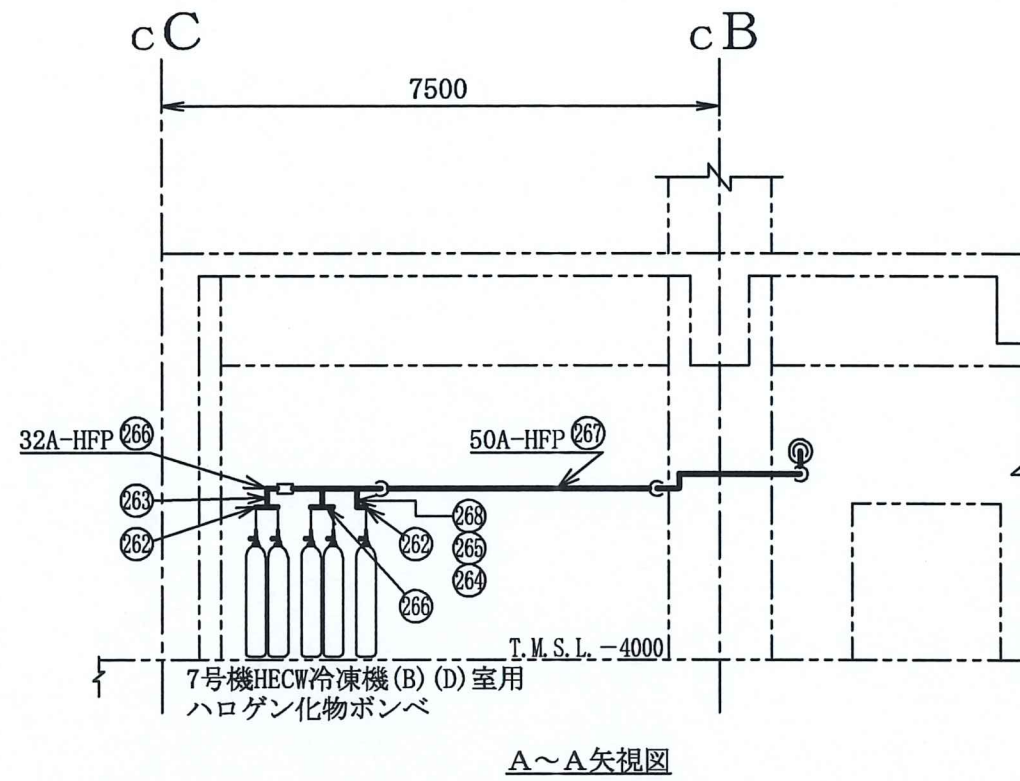 cC
cB
7500
32A-HFP 266
50A-HFP 267
263
262
262
268
265
264
266
T.M.S.L. −4000
7号機HECW冷凍機(B)(D)室用
ハロゲン化物ボンベ
A～A矢視図